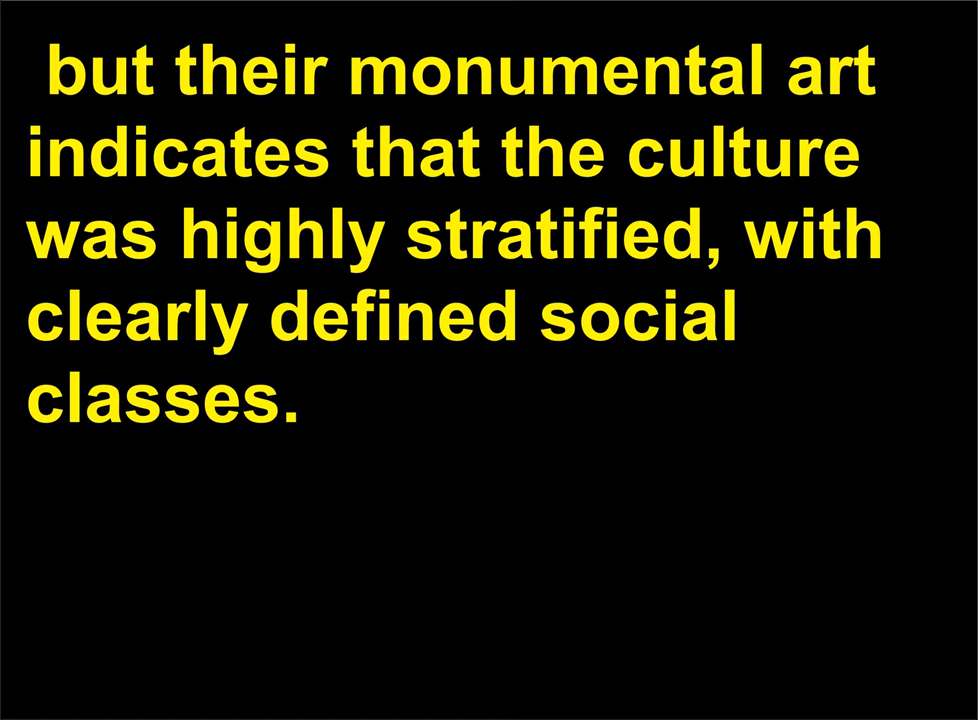 but their monumental art
indicates that the culture
was highly stratified, with
clearly defined social
classes.